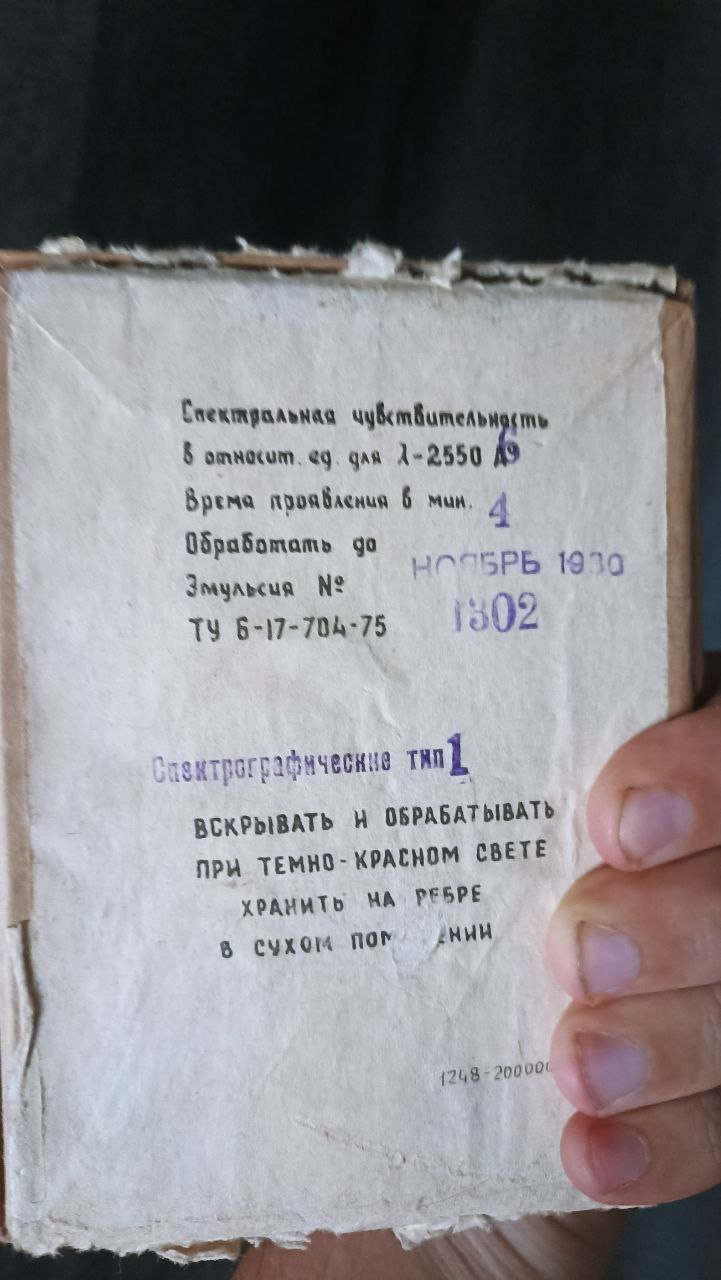 Спектральная чувствительность
в относит. ед. для λ-2550 Å 6
Время проявления в мин. 4
Обработать до НОЯБРЬ 1980
Эмульсия № 1302
ТУ 6-17-704-75
Спектрографические тип 1
ВСКРЫВАТЬ И ОБРАБАТЫВАТЬ
ПРИ ТЕМНО-КРАСНОМ СВЕТЕ
ХРАНИТЬ НА РЕБРЕ
В СУХОМ
1248-200000